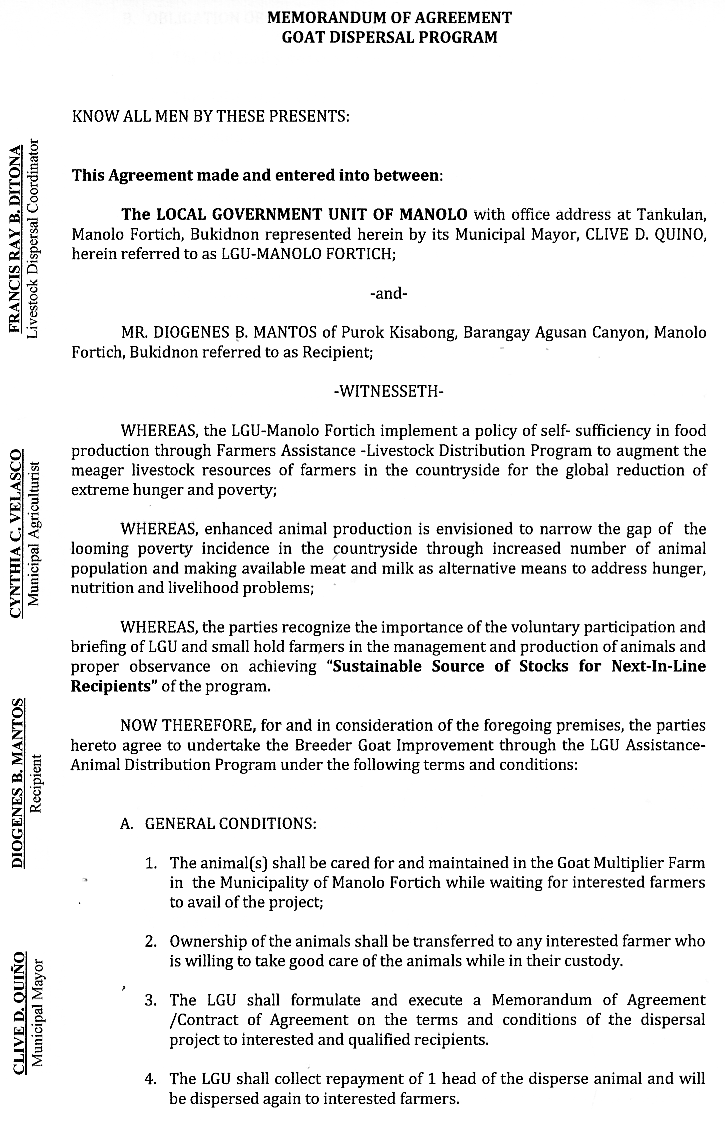 MEMORANDUM OF AGREEMENT
GOAT DISPERSAL PROGRAM
KNOW ALL MEN BY THESE PRESENTS:
This Agreement made and entered into between:
The LOCAL GOVERNMENT UNIT OF MANOLO with office address at Tankulan,
Manolo Fortich, Bukidnon represented herein by its Municipal Mayor, CLIVE D. QUINO,
herein referred to as LGU-MANOLO FORTICH;
-and-
MR. DIOGENES B. MANTOS of Purok Kisabong, Barangay Agusan Canyon, Manolo
Fortich, Bukidnon referred to as Recipient;
-WITNESSETH-
WHEREAS, the LGU-Manolo Fortich implement a policy of self- sufficiency in food
production through Farmers Assistance -Livestock Distribution Program to augment the
meager livestock resources of farmers in the countryside for the global reduction of
extreme hunger and poverty;
WHEREAS, enhanced animal production is envisioned to narrow the gap of the
looming poverty incidence in the countryside through increased number of animal
population and making available meat and milk as alternative means to address hunger,
nutrition and livelihood problems;
WHEREAS, the parties recognize the importance of the voluntary participation and
briefing of LGU and small hold farmers in the management and production of animals and
proper observance on achieving "Sustainable Source of Stocks for Next-In-Line
Recipients" of the program.
NOW THEREFORE, for and in consideration of the foregoing premises, the parties
hereto agree to undertake the Breeder Goat Improvement through the LGU Assistance-
Animal Distribution Program under the following terms and conditions:
A. GENERAL CONDITIONS:
1. The animal(s) shall be cared for and maintained in the Goat Multiplier Farm
in the Municipality of Manolo Fortich while waiting for interested farmers
to avail of the project;
2. Ownership of the animals shall be transferred to any interested farmer who
is willing to take good care of the animals while in their custody.
3. The LGU shall formulate and execute a Memorandum of Agreement
/Contract of Agreement on the terms and conditions of the dispersal
project to interested and qualified recipients.
4. The LGU shall collect repayment of 1 head of the disperse animal and will
be dispersed again to interested farmers.
FRANCIS RAY B. DITONA
Livestock Dispersal Coordinator
CYNTHIA C. VELASCO
Municipal Agriculturist
DIOGENES B. MANTOS
Recipient
CLIVE D. QUIÑO
Municipal Mayor